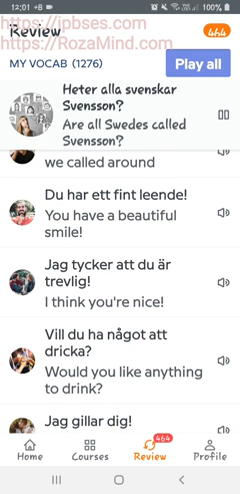 12:01 +B
100%
https://jpbses.com
https://RozaMind.com
Review
464
MY VOCAB (1276)
Play all
Heter alla svenskar
Svensson?
Are all Swedes called
Svensson?
we called around
Du har ett fint leende!
You have a beautiful
smile!
Jag tycker att du är
trevlig!
I think you're nice!
Vill du ha något att
dricka?
Would you like anything
to drink?
Jag gillar dig!
464
Home Courses Review Profile